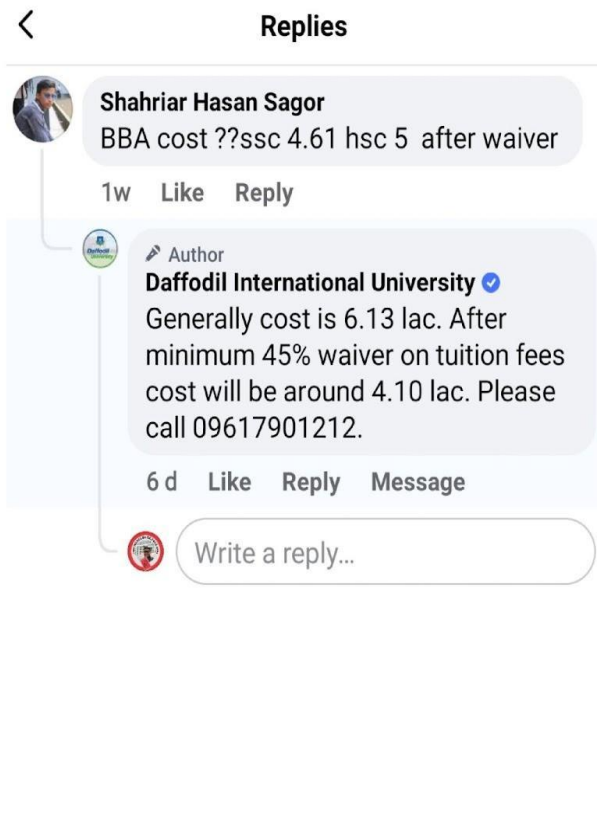 Replies
Shahriar Hasan Sagor
BBA cost ??ssc 4.61 hsc 5 after waiver
1w Like Reply
Author
Daffodil International University
Generally cost is 6.13 lac. After
minimum 45% waiver on tuition fees
cost will be around 4.10 lac. Please
call 09617901212.
6 d Like Reply Message
Write a reply...